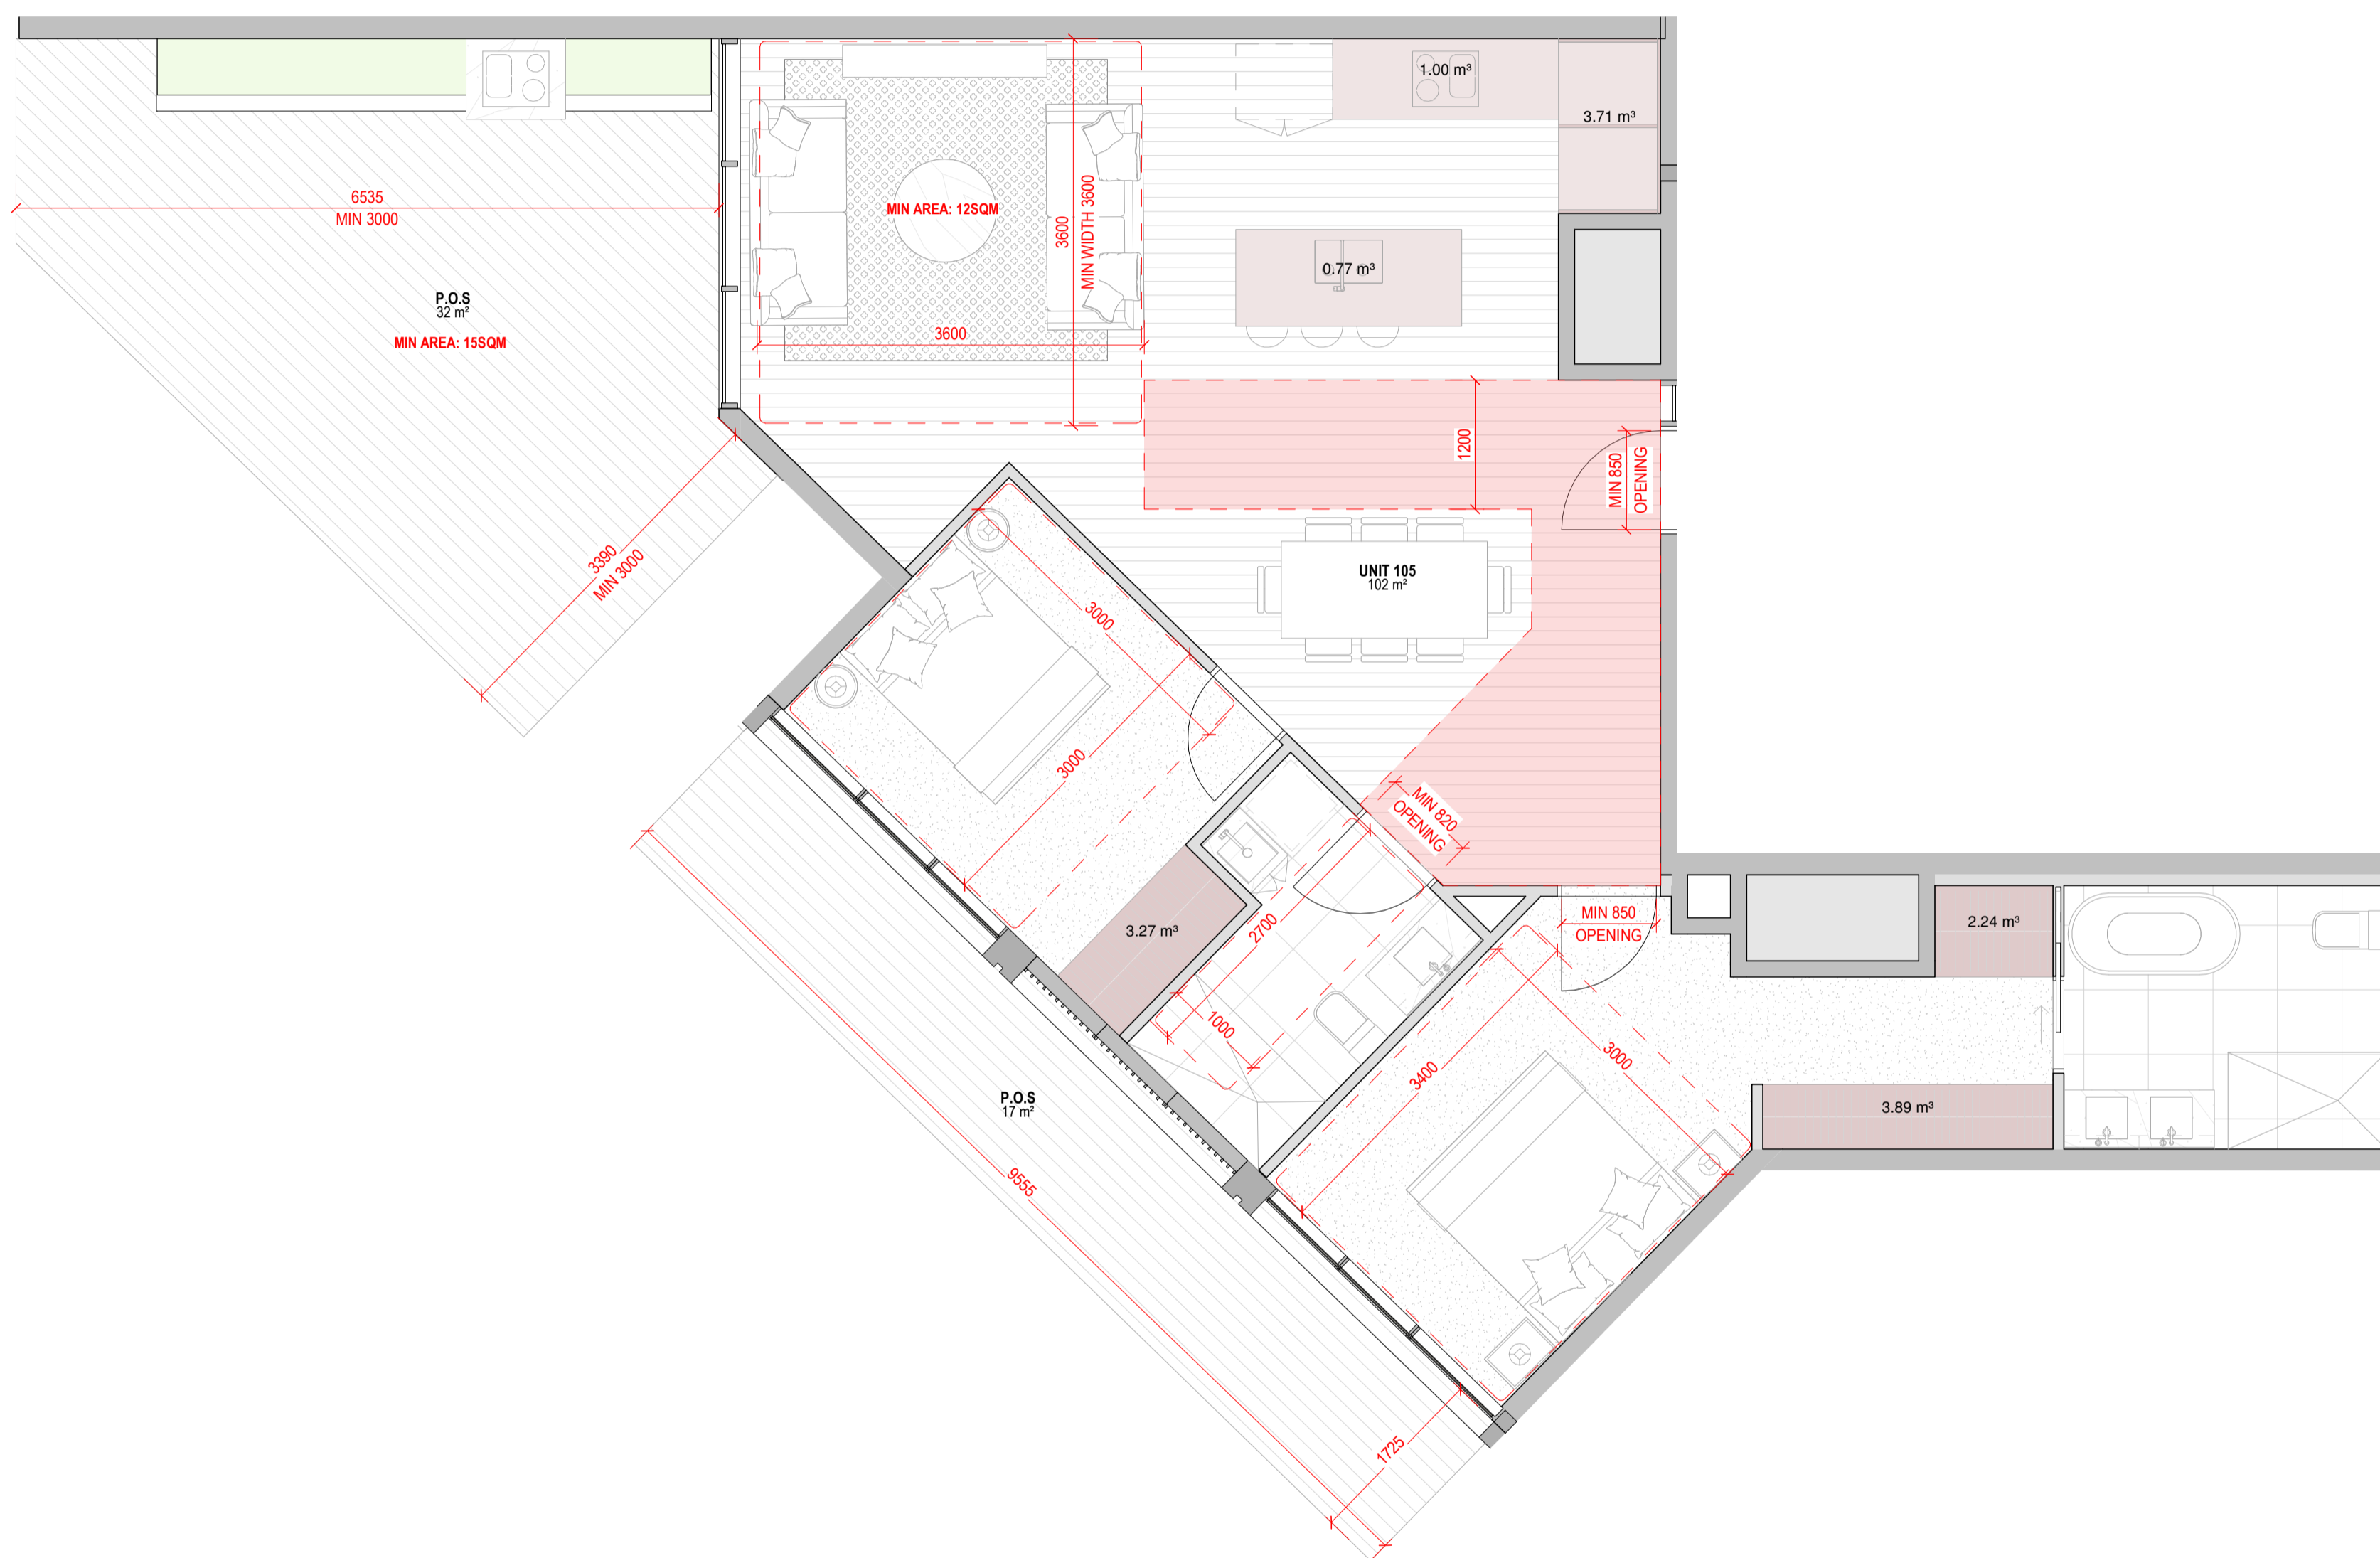 1.00 m³
3.71 m³
6535
MIN 3000
MIN AREA: 12SQM
3600
MIN WIDTH 3600
0.77 m³
P.O.S
32 m²
MIN AREA: 15SQM
3600
1200
MIN 850
OPENING
3390
MIN 3000
UNIT 105
102 m²
3000
3000
MIN 820
OPENING
3.27 m³
2700
MIN 850
OPENING
2.24 m³
1000
3400
3000
P.O.S
17 m²
3.89 m³
9555
1725